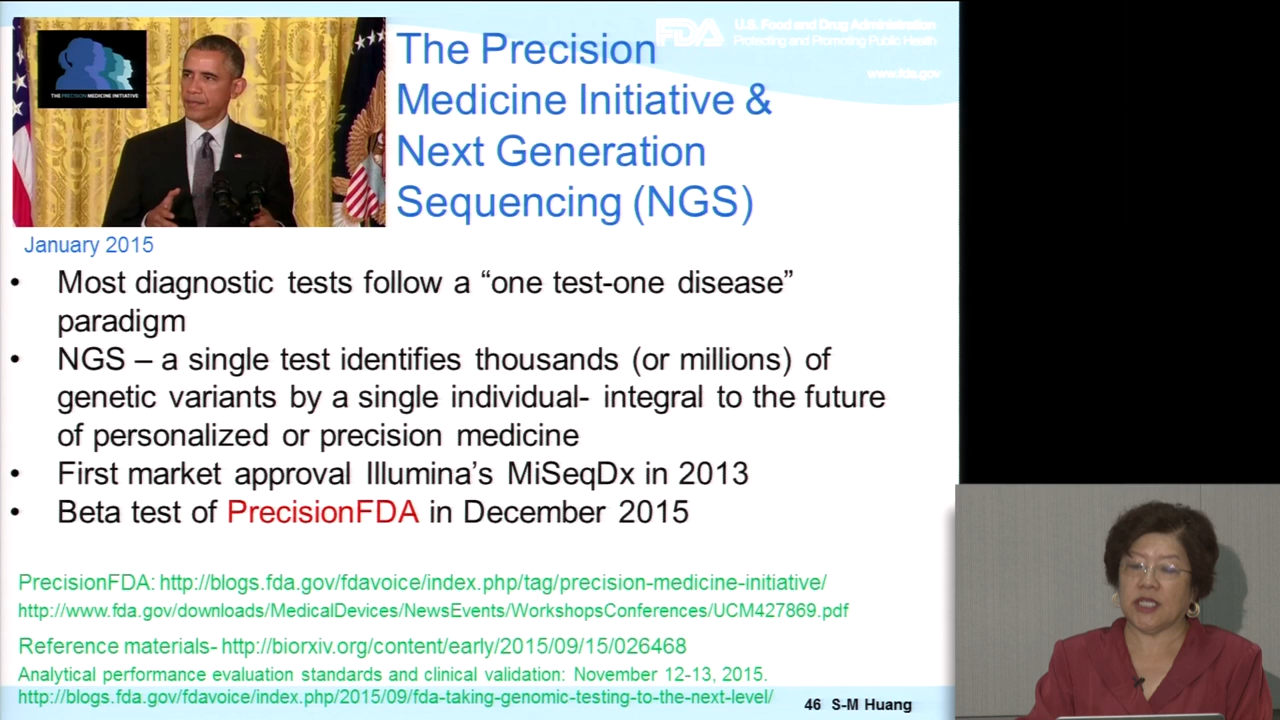 THE PRECISION MEDICINE INITIATIVE
The Precision
Medicine Initiative &
Next Generation
Sequencing (NGS)
FDA U.S. Food and Drug Administration
Protecting and Promoting Public Health
www.fda.gov
January 2015
• Most diagnostic tests follow a “one test-one disease”
paradigm
• NGS – a single test identifies thousands (or millions) of
genetic variants by a single individual- integral to the future
of personalized or precision medicine
• First market approval Illumina’s MiSeqDx in 2013
• Beta test of PrecisionFDA in December 2015
PrecisionFDA: http://blogs.fda.gov/fdavoice/index.php/tag/precision-medicine-initiative/
http://www.fda.gov/downloads/MedicalDevices/NewsEvents/WorkshopsConferences/UCM427869.pdf
Reference materials- http://biorxiv.org/content/early/2015/09/15/026468
Analytical performance evaluation standards and clinical validation: November 12-13, 2015.
http://blogs.fda.gov/fdavoice/index.php/2015/09/fda-taking-genomic-testing-to-the-next-level/
46 S-M Huang